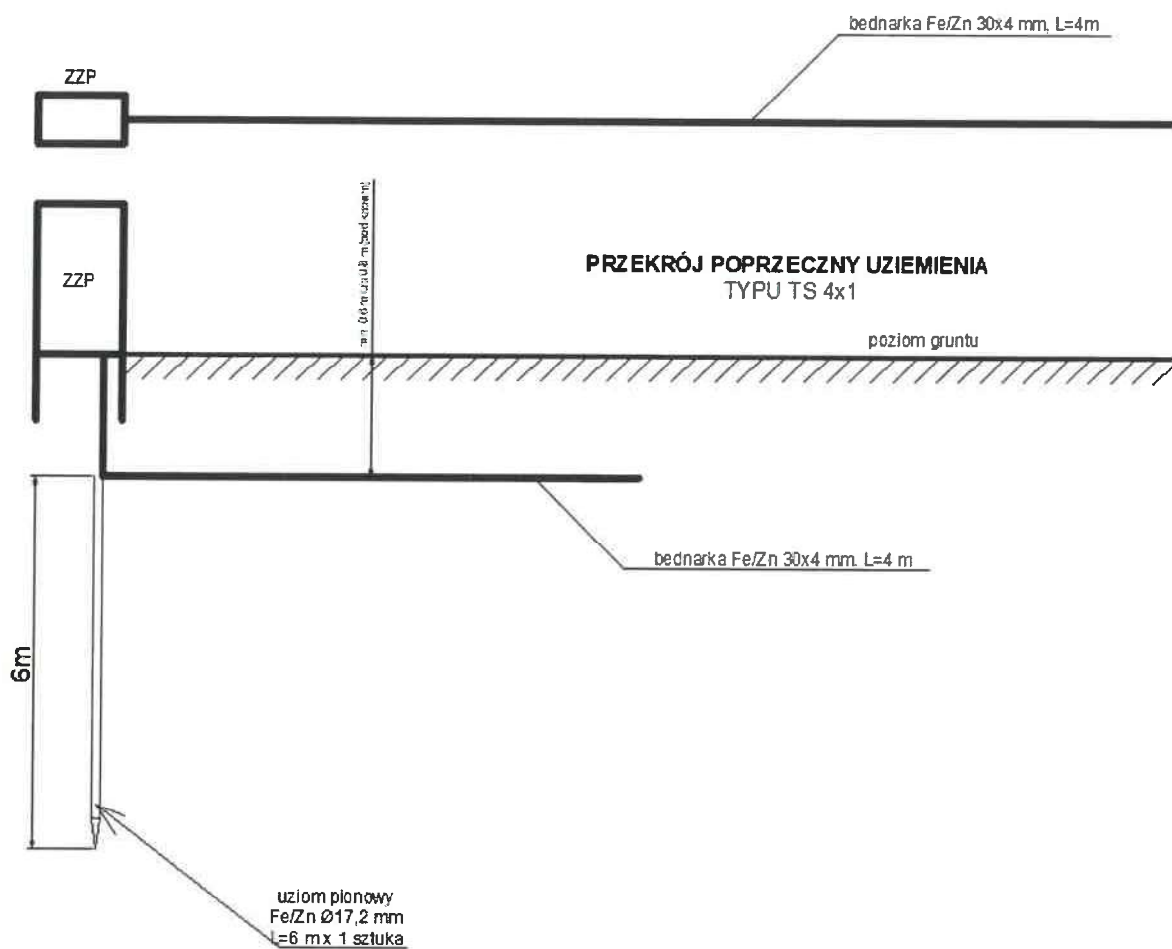 bednarka Fe/Zn 30x4 mm, L=4m
ZZP
ZZP
PRZEKRÓJ POPRZECZNY UZIEMIENIA
TYPU TS 4x1
poziom gruntu
bednarka Fe/Zn 30x4 mm. L=4 m
6m
uziom pionowy
Fe/Zn Ø17,2 mm
L=6 m x 1 sztuka